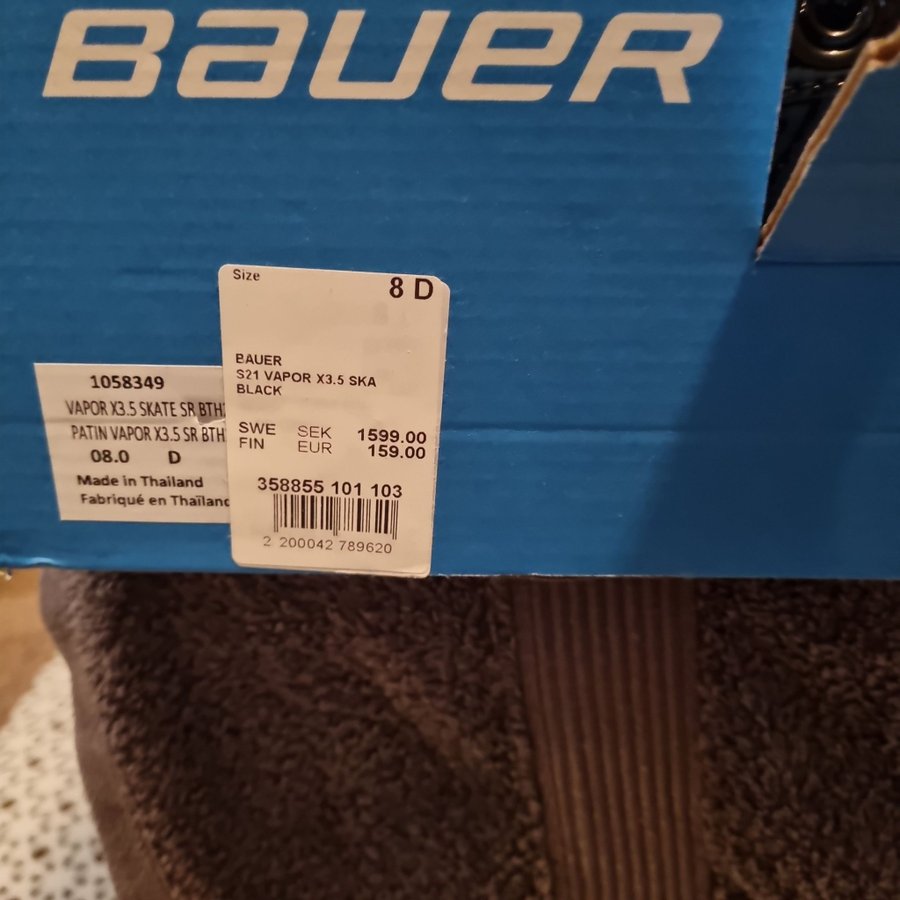 BAUER
Size
8 D
BAUER
S21 VAPOR X3.5 SKA
BLACK
SWE SEK 1599.00
FIN EUR 159.00
358855 101 103
2 200042 789620
1058349
VAPOR X3.5 SKATE SR BTH
PATIN VAPOR X3.5 SR BTH
08.0 D
Made in Thailand
Fabriqué en Thaïland